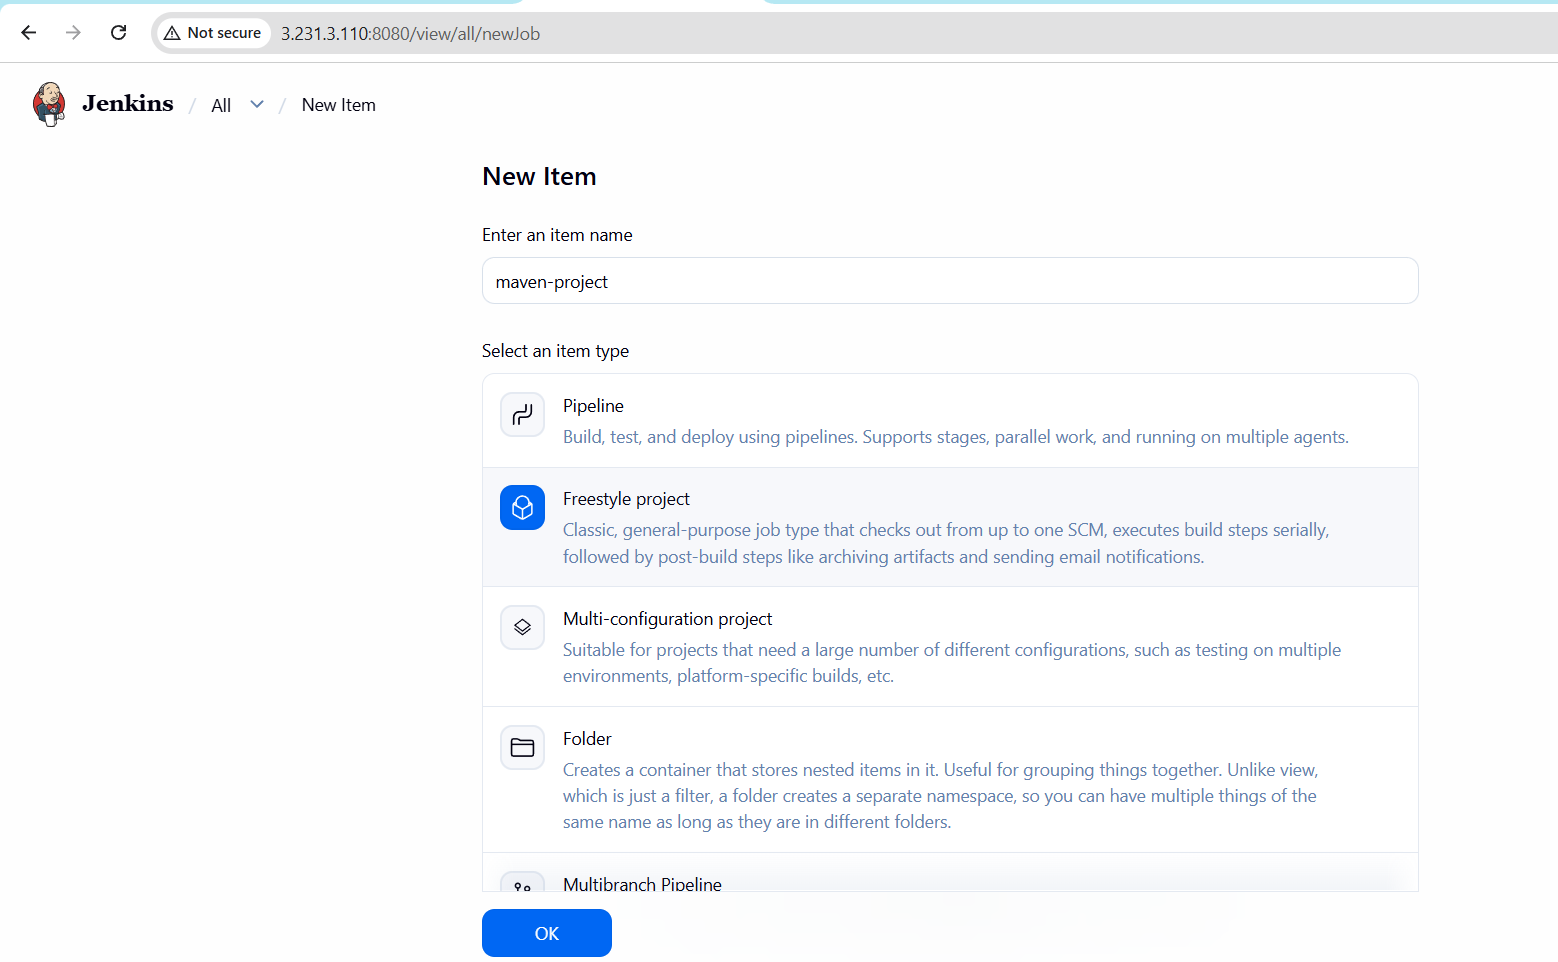 Not secure 3.231.3.110:8080/view/all/newJob
Jenkins / All / New Item
New Item
Enter an item name
maven-project
Select an item type
Pipeline
Build, test, and deploy using pipelines. Supports stages, parallel work, and running on multiple agents.
Freestyle project
Classic, general-purpose job type that checks out from up to one SCM, executes build steps serially,
followed by post-build steps like archiving artifacts and sending email notifications.
Multi-configuration project
Suitable for projects that need a large number of different configurations, such as testing on multiple
environments, platform-specific builds, etc.
Folder
Creates a container that stores nested items in it. Useful for grouping things together. Unlike view,
which is just a filter, a folder creates a separate namespace, so you can have multiple things of the
same name as long as they are in different folders.
Multibranch Pipeline
OK